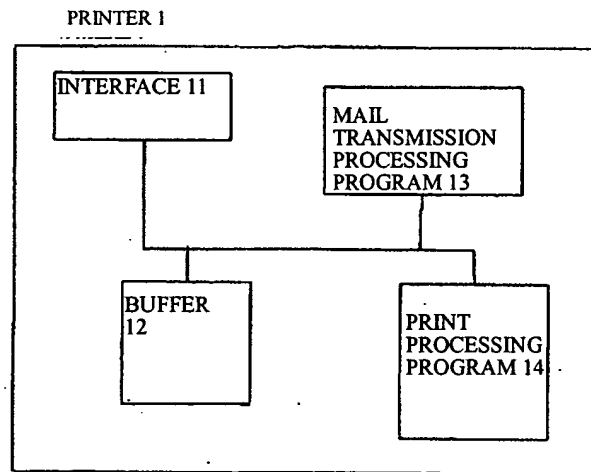 PRINTER 1
INTERFACE 11
MAIL
TRANSMISSION
PROCESSING
PROGRAM 13
BUFFER
12
PRINT
PROCESSING
PROGRAM 14